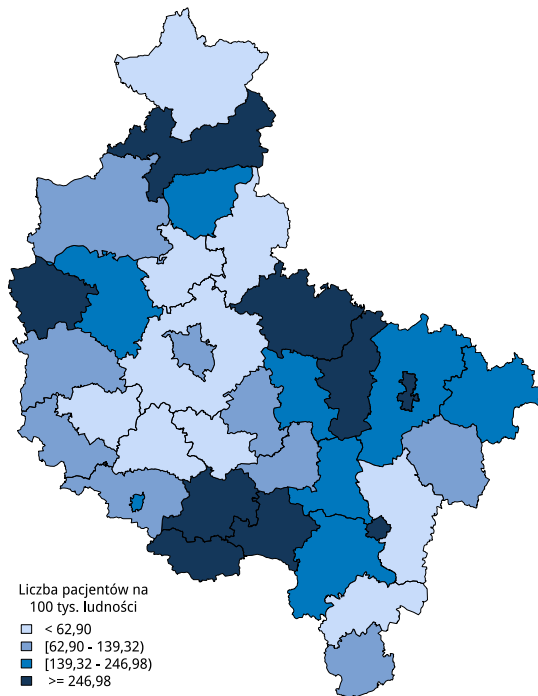 Liczba pacjentów na
100 tys. ludności
< 62,90
[62,90 - 139,32)
[139,32 - 246,98)
>= 246,98